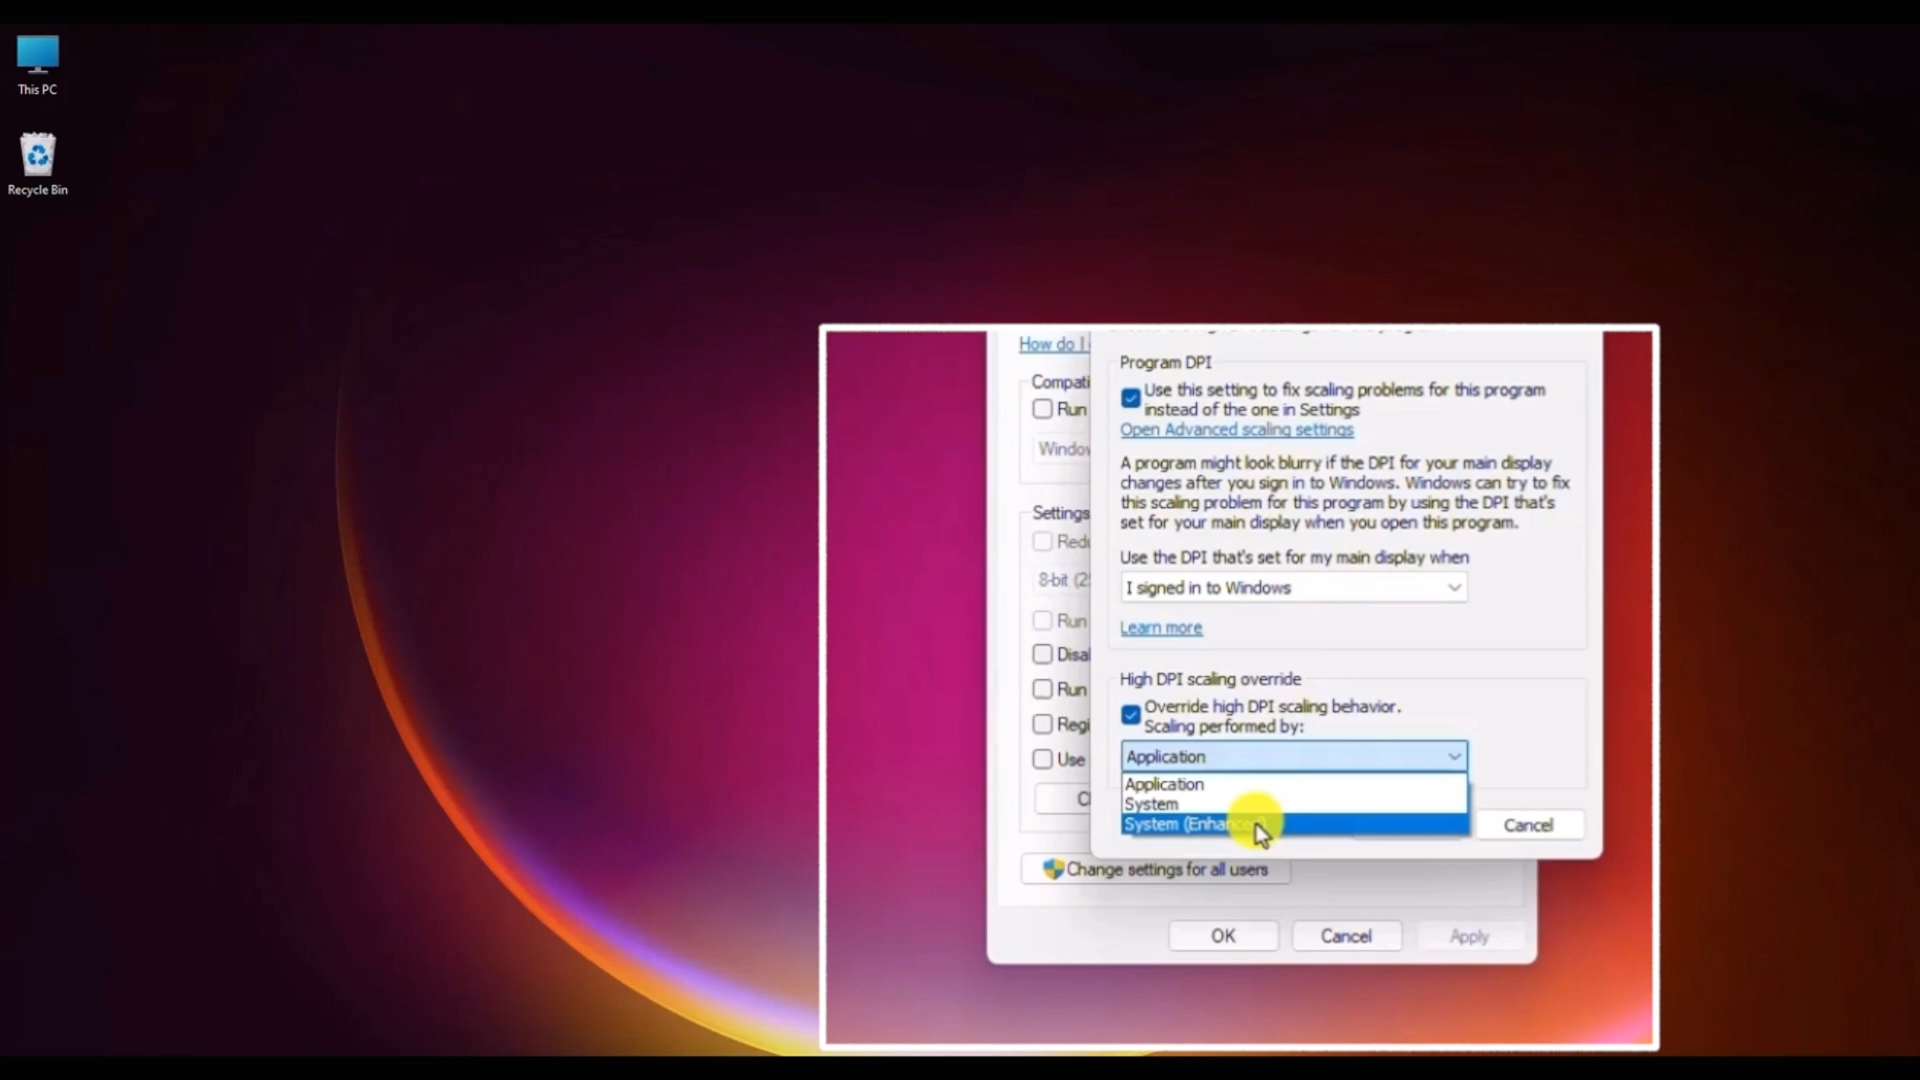 This PC
Recycle Bin
How do I
Program DPI
Use this setting to fix scaling problems for this program
instead of the one in Settings
Open Advanced scaling settings
A program might look blurry if the DPI for your main display
changes after you sign in to Windows. Windows can try to fix
this scaling problem for this program by using the DPI that's
set for your main display when you open this program.
Use the DPI that's set for my main display when
I signed in to Windows
Learn more
High DPI scaling override
Override high DPI scaling behavior.
Scaling performed by:
Application
Application
System
System (Enhanced)
Cancel
Compati
Run
Window
Settings
Redu
8-bit (25
Run
Disal
Run
Regi
Use
C
Change settings for all users
OK
Cancel
Apply